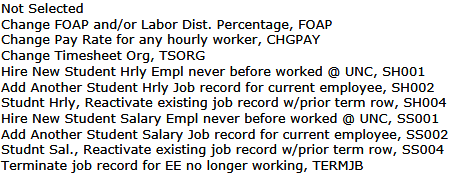 Not Selected
Change FOAP and/or Labor Dist. Percentage, FOAP
Change Pay Rate for any hourly worker, CHGPAY
Change Timesheet Org, TSORG
Hire New Student Hrly Empl never before worked @ UNC, SH001
Add Another Student Hrly Job record for current employee, SH002
Studnt Hrly, Reactivate existing job record w/prior term row, SH004
Hire New Student Salary Empl never before worked @ UNC, SS001
Add Another Student Salary Job record for current employee, SS002
Studnt Sal., Reactivate existing job record w/prior term row, SS004
Terminate job record for EE no longer working, TERMJB